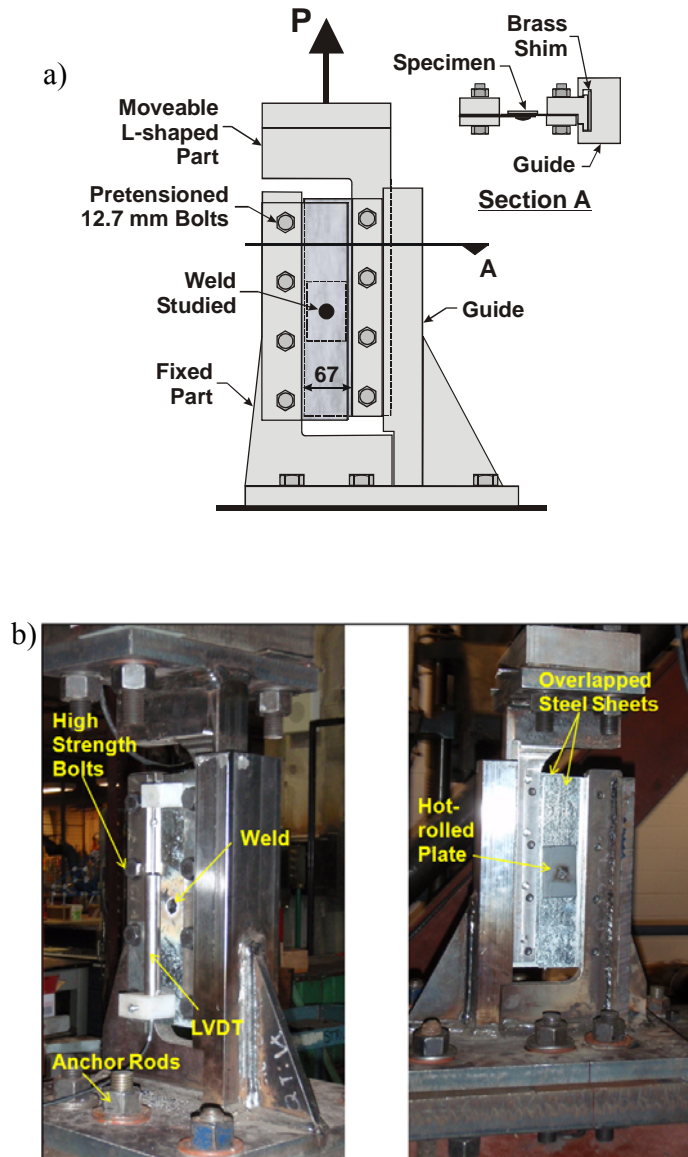 a)
P
Brass
Shim
Specimen
Guide
Section A
Moveable
L-shaped
Part
Pretensioned
12.7 mm Bolts
A
Weld
Studied
Guide
67
Fixed
Part
b)
High
Strength
Bolts
Weld
LVDT
Anchor Rods
Overlapped
Steel Sheets
Hot-
rolled
Plate